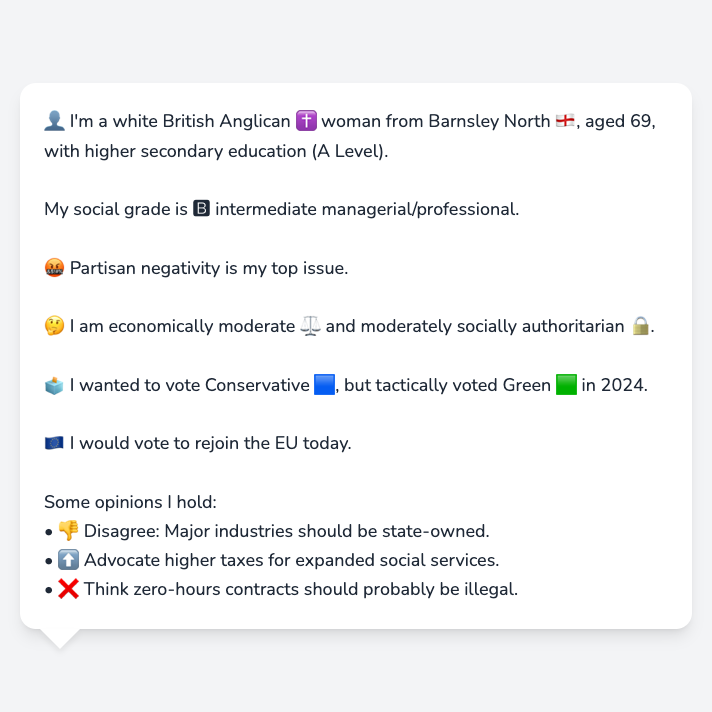 👤 I'm a white British Anglican ✝️ woman from Barnsley North 🏴󠁧󠁢󠁥󠁮󠁧󠁿, aged 69,
with higher secondary education (A Level).
My social grade is 🅱 intermediate managerial/professional.
🤬 Partisan negativity is my top issue.
🤔 I am economically moderate ⚖️ and moderately socially authoritarian 🔒.
🗳️ I wanted to vote Conservative 🟦, but tactically voted Green 🟩 in 2024.
🇪🇺 I would vote to rejoin the EU today.
Some opinions I hold:
• 👎 Disagree: Major industries should be state-owned.
• ⬆️ Advocate higher taxes for expanded social services.
• ❌ Think zero-hours contracts should probably be illegal.